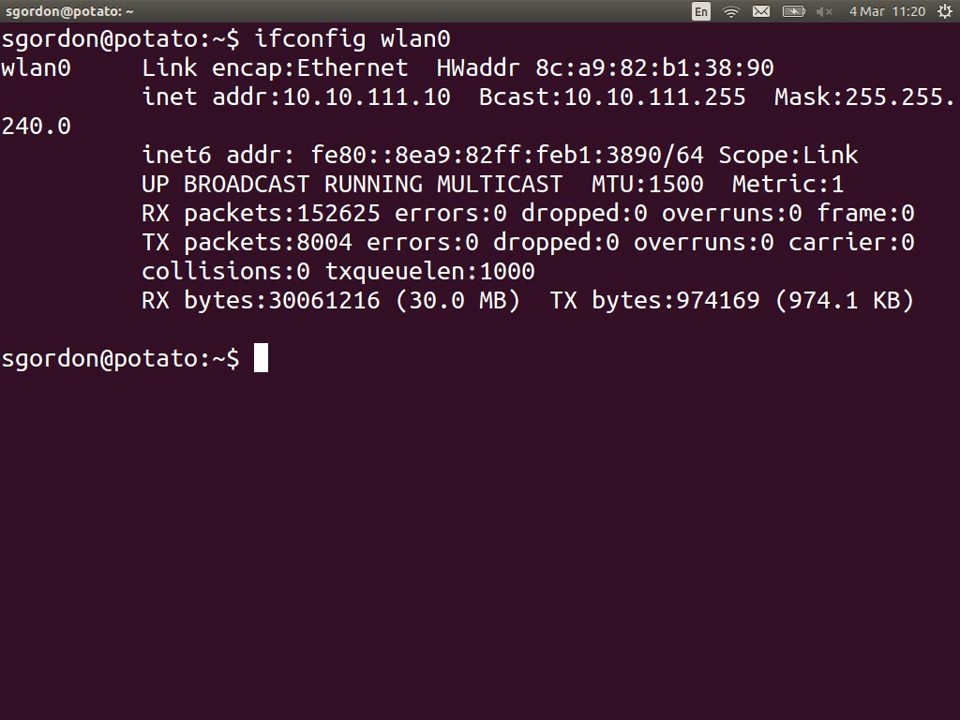 sgordon@potato: ~
En
4 Mar 11:20
sgordon@potato:~$ ifconfig wlan0
wlan0     Link encap:Ethernet  HWaddr 8c:a9:82:b1:38:90
          inet addr:10.10.111.10  Bcast:10.10.111.255  Mask:255.255.
240.0
          inet6 addr: fe80::8ea9:82ff:feb1:3890/64 Scope:Link
          UP BROADCAST RUNNING MULTICAST  MTU:1500  Metric:1
          RX packets:152625 errors:0 dropped:0 overruns:0 frame:0
          TX packets:8004 errors:0 dropped:0 overruns:0 carrier:0
          collisions:0 txqueuelen:1000
          RX bytes:30061216 (30.0 MB)  TX bytes:974169 (974.1 KB)
sgordon@potato:~$